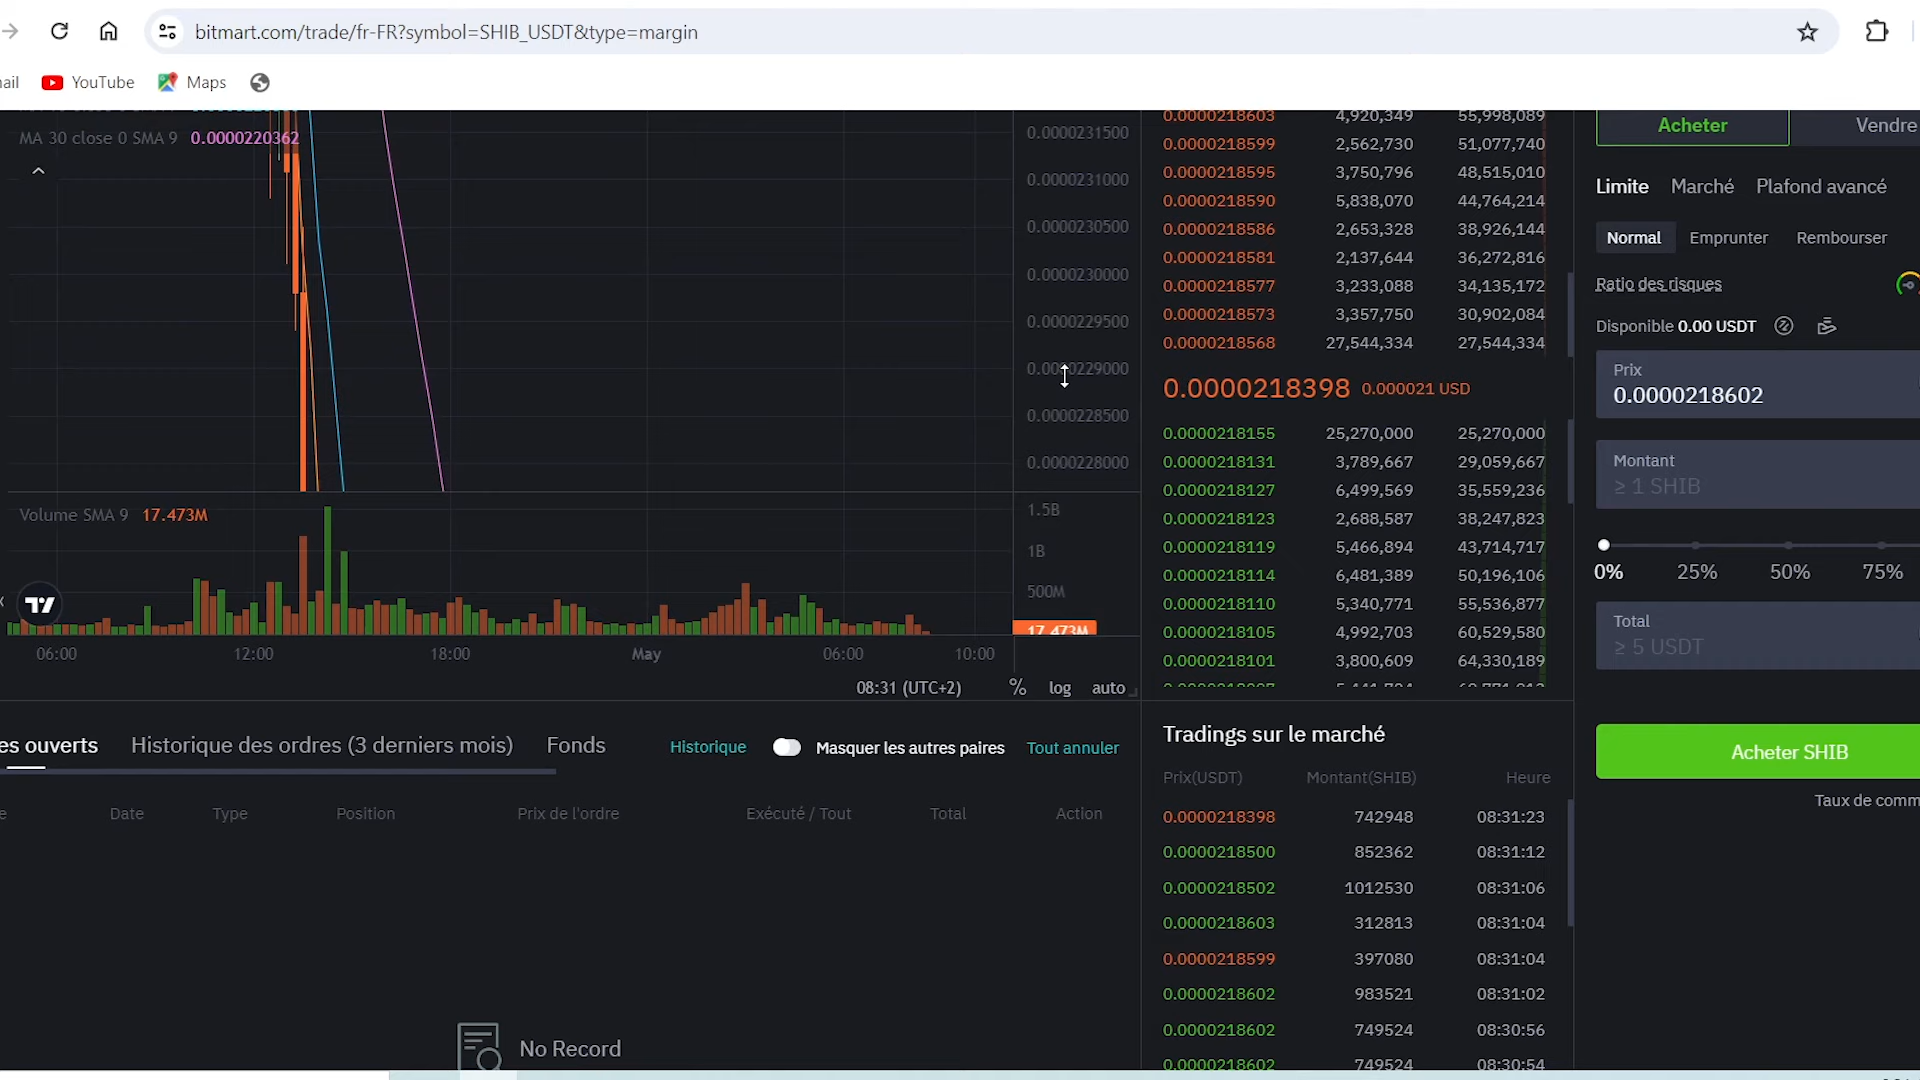 bitmart.com/trade/fr-FR?symbol=SHIB_USDT&type=margin
YouTube
Maps
MA 30 close 0 SMA 9 0.0000220362
0.0000231500
0.0000231000
0.0000230500
0.0000230000
0.0000229500
0.0000229000
0.0000228500
0.0000228000
Volume SMA 9 17.473M
1.5B
1B
500M
17.473M
06:00 12:00 18:00 May 06:00 10:00
08:31 (UTC+2) % log auto
0.0000218603 4,920,349 55,998,089
0.0000218599 2,562,730 51,077,740
0.0000218595 3,750,796 48,515,010
0.0000218590 5,838,070 44,764,214
0.0000218586 2,653,328 38,926,144
0.0000218581 2,137,644 36,272,816
0.0000218577 3,233,088 34,135,172
0.0000218573 3,357,750 30,902,084
0.0000218568 27,544,334 27,544,334
0.0000218398 0.000021 USD
0.0000218155 25,270,000 25,270,000
0.0000218131 3,789,667 29,059,667
0.0000218127 6,499,569 35,559,236
0.0000218123 2,688,587 38,247,823
0.0000218119 5,466,894 43,714,717
0.0000218114 6,481,389 50,196,106
0.0000218110 5,340,771 55,536,877
0.0000218105 4,992,703 60,529,580
0.0000218101 3,800,609 64,330,189
Acheter Vendre
Limite Marché Plafond avancé
Normal Emprunter Rembourser
Ratio des risques
Disponible 0.00 USDT
Prix
0.0000218602
Montant
≥ 1 SHIB
0% 25% 50% 75%
Total
≥ 5 USDT
Acheter SHIB
Taux de comm
es ouverts Historique des ordres (3 derniers mois) Fonds Historique Masquer les autres paires Tout annuler
Date Type Position Prix de l'ordre Exécuté / Tout Total Action
No Record
Tradings sur le marché
Prix(USDT) Montant(SHIB) Heure
0.0000218398 742948 08:31:23
0.0000218500 852362 08:31:12
0.0000218502 1012530 08:31:06
0.0000218603 312813 08:31:04
0.0000218599 397080 08:31:04
0.0000218602 983521 08:31:02
0.0000218602 749524 08:30:56
0.0000218602 749524 08:30:54